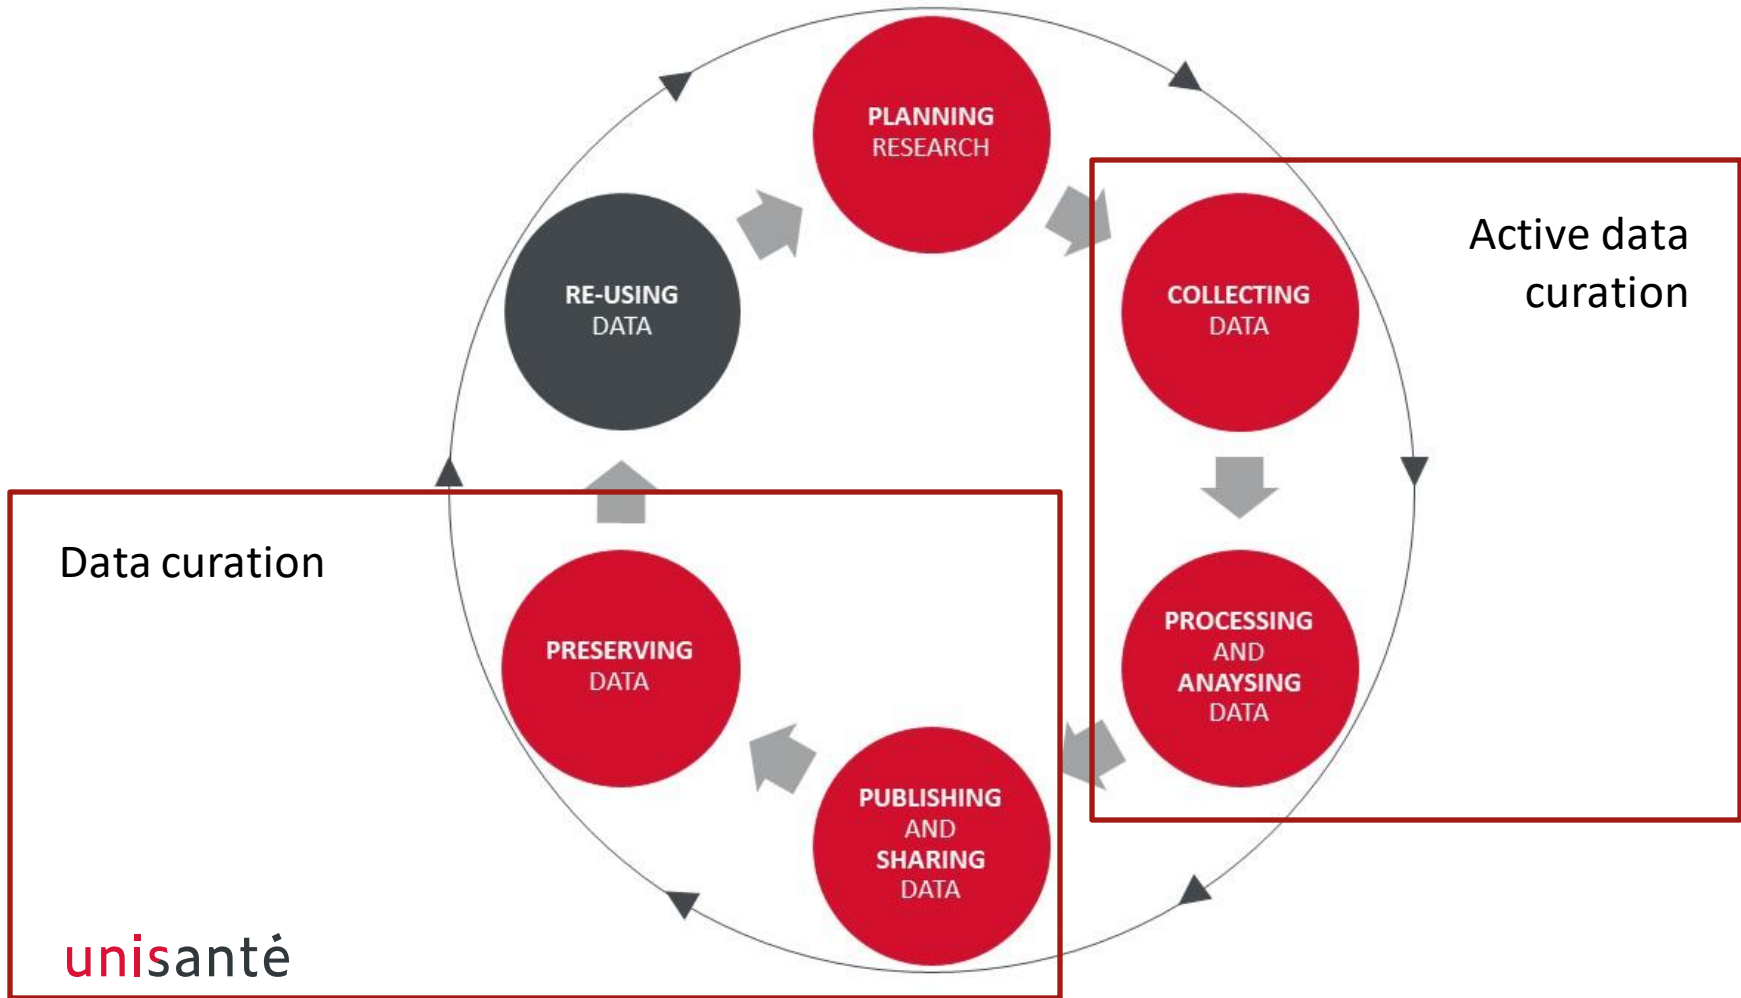 PLANNING
RESEARCH
COLLECTING
DATA
Active data
curation
PROCESSING
AND
ANAYSING
DATA
PUBLISHING
AND
SHARING
DATA
PRESERVING
DATA
Data curation
RE-USING
DATA
unisanté